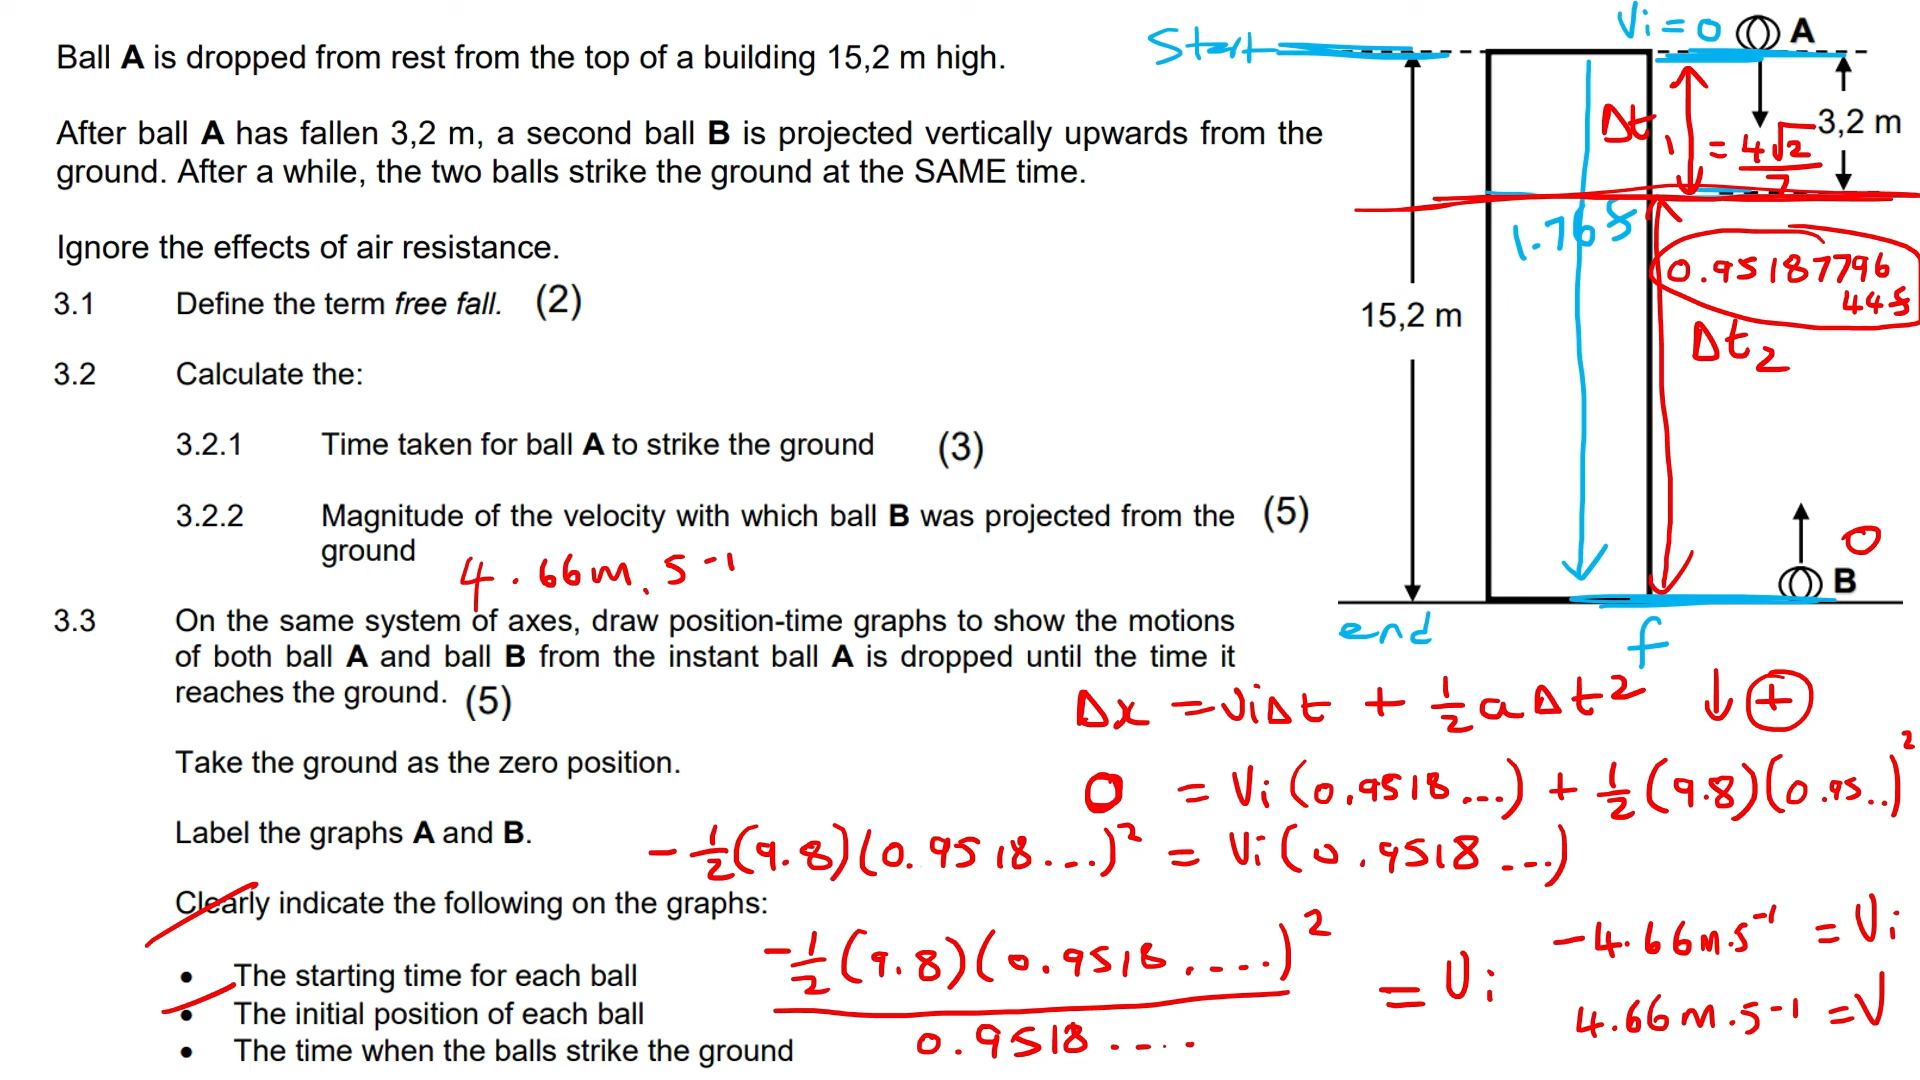 Ball A is dropped from rest from the top of a building 15,2 m high.
After ball A has fallen 3,2 m, a second ball B is projected vertically upwards from the
ground. After a while, the two balls strike the ground at the SAME time.
Ignore the effects of air resistance.
3.1 Define the term free fall. (2)
3.2 Calculate the:
3.2.1 Time taken for ball A to strike the ground (3)
3.2.2 Magnitude of the velocity with which ball B was projected from the (5)
ground
4.66 m.s⁻¹
3.3 On the same system of axes, draw position-time graphs to show the motions
of both ball A and ball B from the instant ball A is dropped until the time it
reaches the ground. (5)
Take the ground as the zero position.
Label the graphs A and B.
Clearly indicate the following on the graphs:
• The starting time for each ball
• The initial position of each ball
• The time when the balls strike the ground
Start
Vi = 0
A
3,2 m
Δt₁ = 4√2/7
1.76s
0.95187796
44s
Δt₂
15,2 m
0
B
end
f
Δx = viΔt + 1/2 aΔt² ↓ +
0 = Vi(0.9518...) + 1/2(9.8)(0.95..)²
-1/2(9.8)(0.9518...)² = Vi(0.9518...)
-1/2(9.8)(0.9518....)² / 0.9518.... = Vi
-4.66m.s⁻¹ = Vi
4.66m.s⁻¹ = V